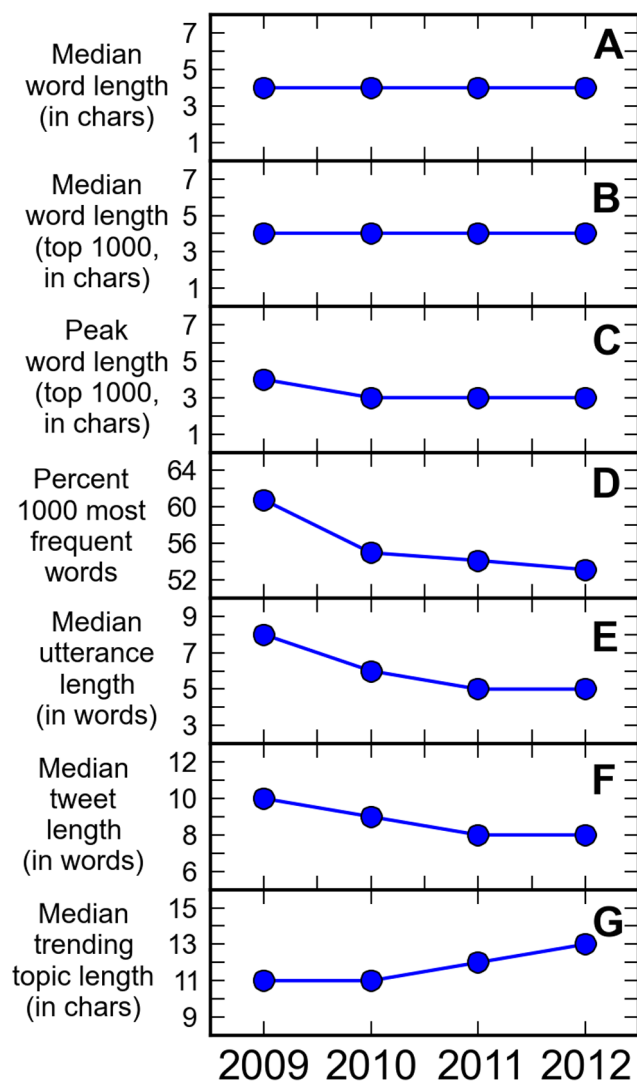 Median
word length
(in chars)
7
5
3
1
A
Median
word length
(top 1000,
in chars)
7
5
3
1
B
Peak
word length
(top 1000,
in chars)
7
5
3
1
C
Percent
1000 most
frequent
words
64
60
56
52
D
Median
utterance
length
(in words)
9
7
5
3
E
Median
tweet
length
(in words)
12
10
8
6
F
Median
trending
topic length
(in chars)
15
13
11
9
G
2009 2010 2011 2012